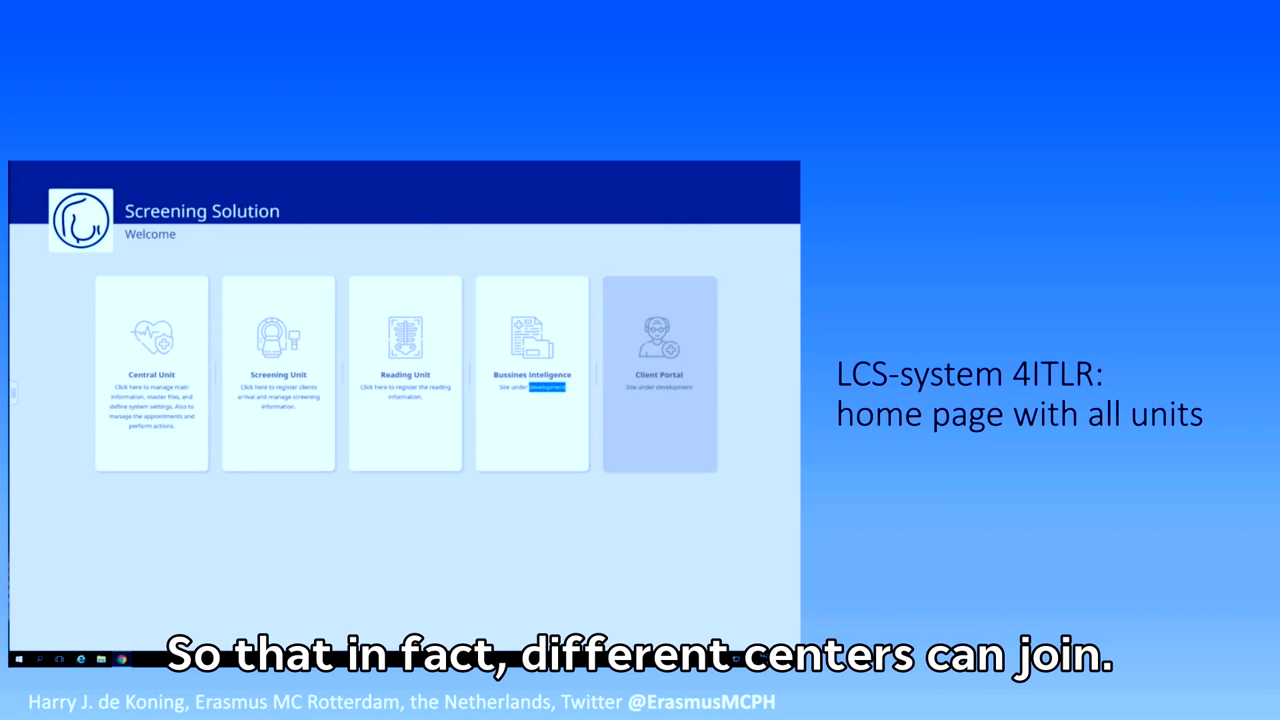 Screening Solution
Welcome
Central Unit
Click here to manage main
information, master files, and
define system settings. Also to
manage the appointments and
perform actions.
Screening Unit
Click here to register clients
arrival and manage screening
information.
Reading Unit
Click here to register the reading
information.
Bussines inteligence
Site under development
Client Portal
Site under development
LCS-system 4ITLR:
home page with all units
So that in fact, different centers can join.
Harry J. de Koning, Erasmus MC Rotterdam, the Netherlands, Twitter @ErasmusMCPH